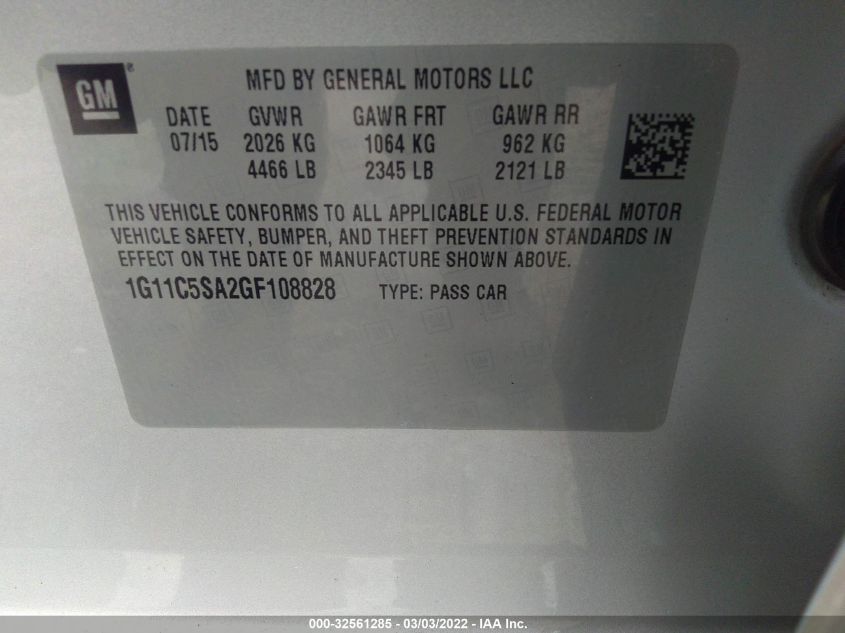 GM®
MFD BY GENERAL MOTORS LLC
DATE GVWR GAWR FRT GAWR RR
07/15 2026 KG 1064 KG 962 KG
4466 LB 2345 LB 2121 LB
THIS VEHICLE CONFORMS TO ALL APPLICABLE U.S. FEDERAL MOTOR
VEHICLE SAFETY, BUMPER, AND THEFT PREVENTION STANDARDS IN
EFFECT ON THE DATE OF MANUFACTURE SHOWN ABOVE.
1G11C5SA2GF108828 TYPE: PASS CAR
000-32561285 - 03/03/2022 - IAA Inc.